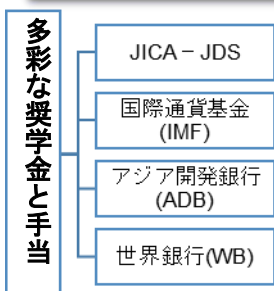 多彩な奨学金と手当
JICA – JDS
国際通貨基金
(IMF)
アジア開発銀行
(ADB)
世界銀行(WB)